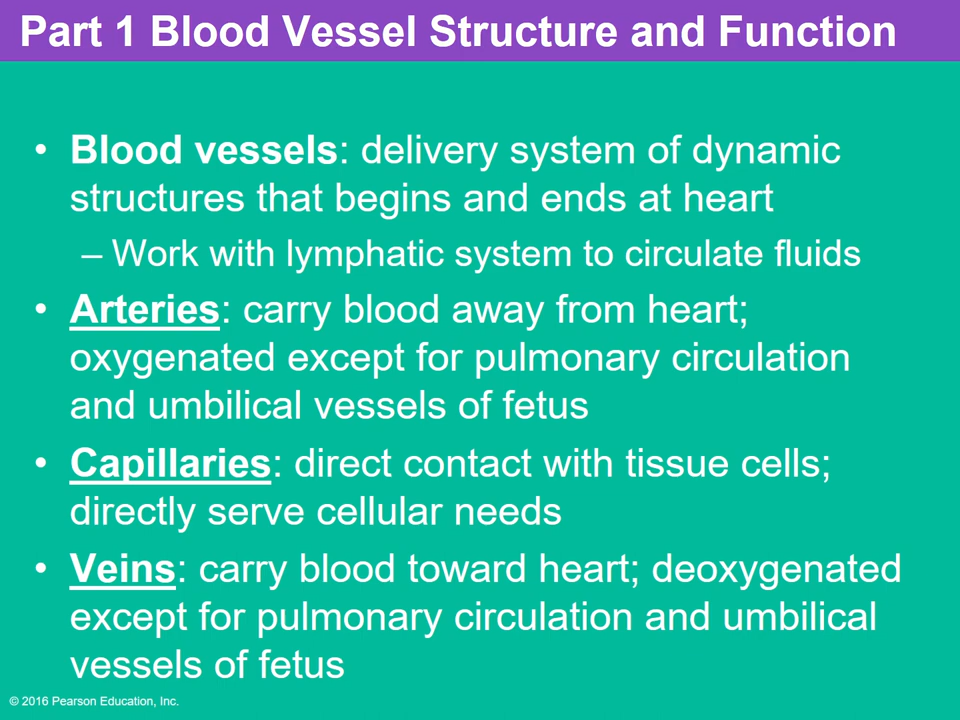 Part 1 Blood Vessel Structure and Function
• Blood vessels: delivery system of dynamic
structures that begins and ends at heart
– Work with lymphatic system to circulate fluids
• Arteries: carry blood away from heart;
oxygenated except for pulmonary circulation
and umbilical vessels of fetus
• Capillaries: direct contact with tissue cells;
directly serve cellular needs
• Veins: carry blood toward heart; deoxygenated
except for pulmonary circulation and umbilical
vessels of fetus
© 2016 Pearson Education, Inc.